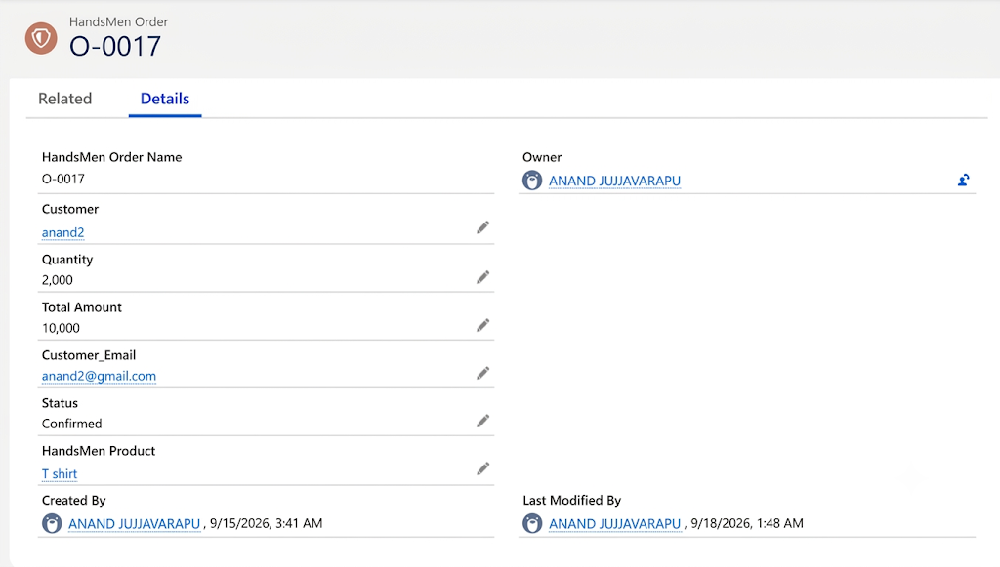 HandsMen Order
O-0017
Related
Details
HandsMen Order Name
O-0017
Owner
ANAND JUJJAVARAPU
Customer
anand2
Quantity
2,000
Total Amount
10,000
Customer_Email
anand2@gmail.com
Status
Confirmed
HandsMen Product
T shirt
Created By
ANAND JUJJAVARAPU , 9/15/2026, 3:41 AM
Last Modified By
ANAND JUJJAVARAPU , 9/18/2026, 1:48 AM